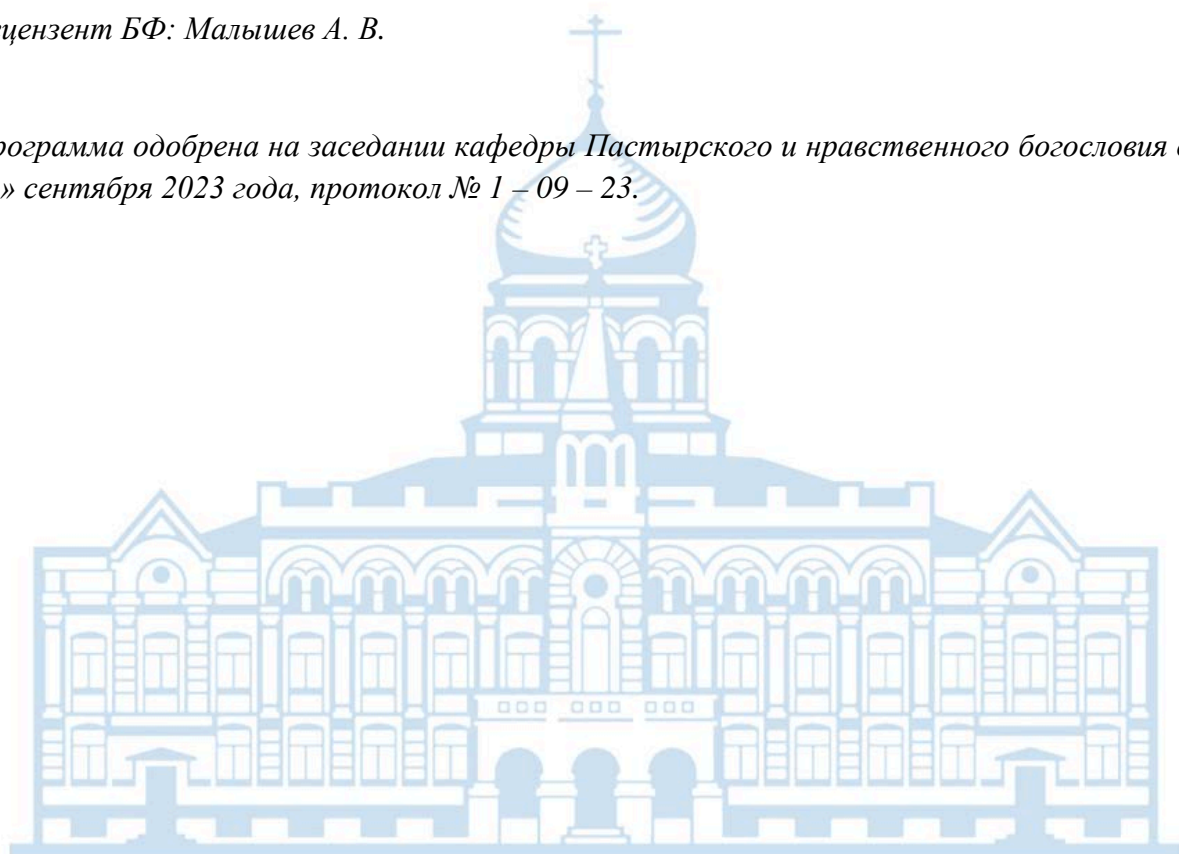 цензент БФ: Малышев А. В.
рограмма одобрена на заседании кафедры Пастырского и нравственного богословия
» сентября 2023 года, протокол № 1 – 09 – 23.